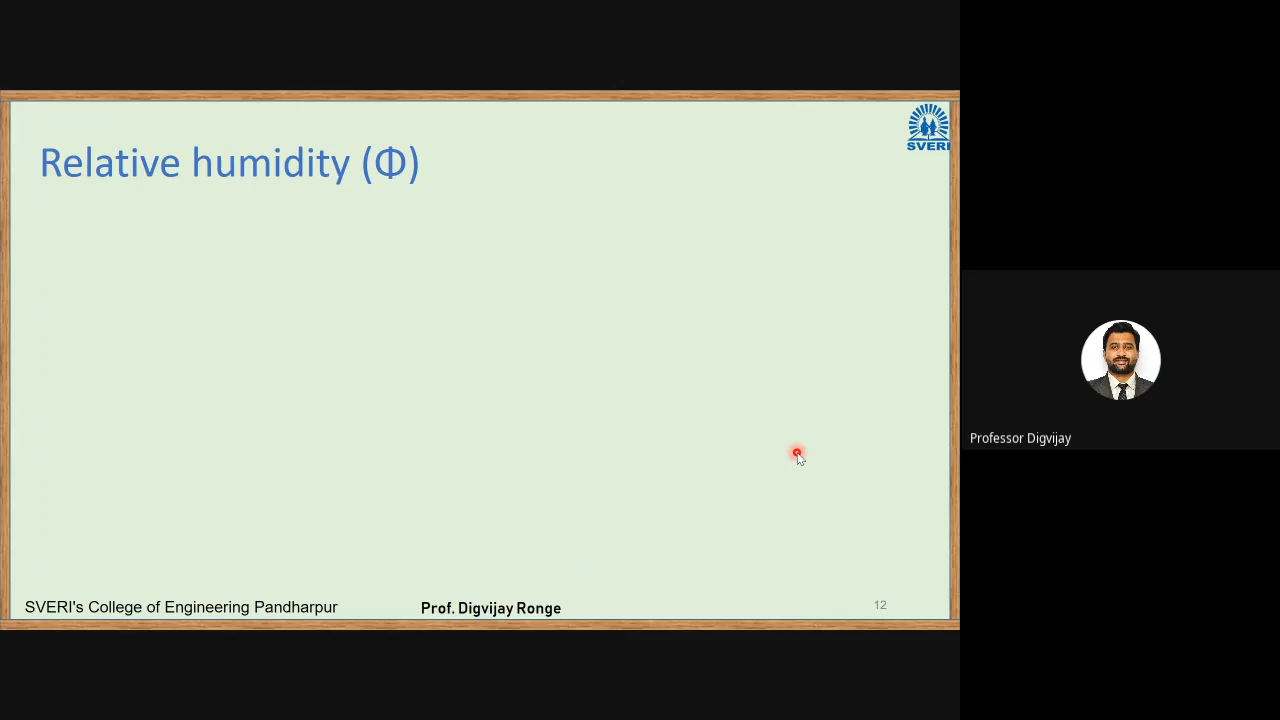 SVERI
Relative humidity (Φ)
Professor Digvijay
SVERI's College of Engineering Pandharpur
Prof. Digvijay Ronge
12